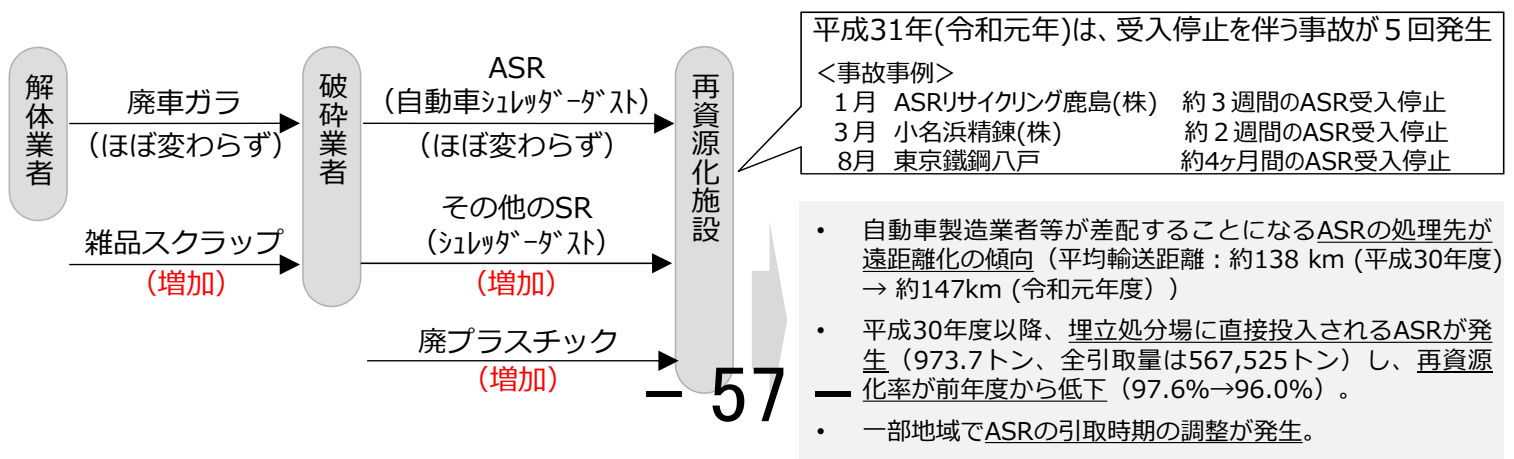 解体業者
廃車ガラ
(ほぼ変わらず)
雑品スクラップ
(増加)
破砕業者
ASR
(自動車ｼｭﾚｯﾀﾞｰﾀﾞｽﾄ)
(ほぼ変わらず)
その他のSR
(ｼｭﾚｯﾀﾞｰﾀﾞｽﾄ)
(増加)
廃プラスチック
(増加)
再資源化施設
平成31年(令和元年)は、受入停止を伴う事故が５回発生
＜事故事例＞
１月 ASRﾘサイクリング鹿島(株) 約３週間のASR受入停止
３月 小名浜精錬(株) 約２週間のASR受入停止
8月 東京鐵鋼八戸 約4ヶ月間のASR受入停止
• 自動車製造業者等が差配することになるASRの処理先が
遠距離化の傾向（平均輸送距離：約138 km (平成30年度)
→ 約147km (令和元年度））
• 平成30年度以降、埋立処分場に直接投入されるASRが発
生（973.7トン、全引取量は567,525トン）し、再資源
化率が前年度から低下（97.6%→96.0%）。
• 一部地域でASRの引取時期の調整が発生。
− 57 −